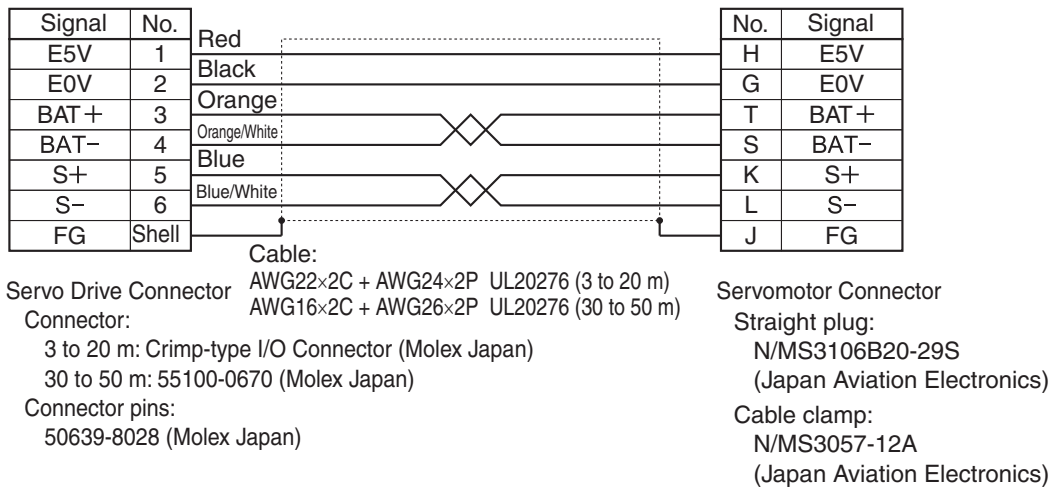 Signal No. No. Signal
Red
E5V 1 H E5V
Black
E0V 2 G E0V
Orange
BAT+ 3 T BAT+
Orange/White
BAT− 4 S BAT−
Blue
S+ 5 K S+
Blue/White
S− 6 L S−
FG Shell J FG
Cable:
AWG22×2C + AWG24×2P UL20276 (3 to 20 m)
AWG16×2C + AWG26×2P UL20276 (30 to 50 m)
Servo Drive Connector
Connector:
3 to 20 m: Crimp-type I/O Connector (Molex Japan)
30 to 50 m: 55100-0670 (Molex Japan)
Connector pins:
50639-8028 (Molex Japan)
Servomotor Connector
Straight plug:
N/MS3106B20-29S
(Japan Aviation Electronics)
Cable clamp:
N/MS3057-12A
(Japan Aviation Electronics)